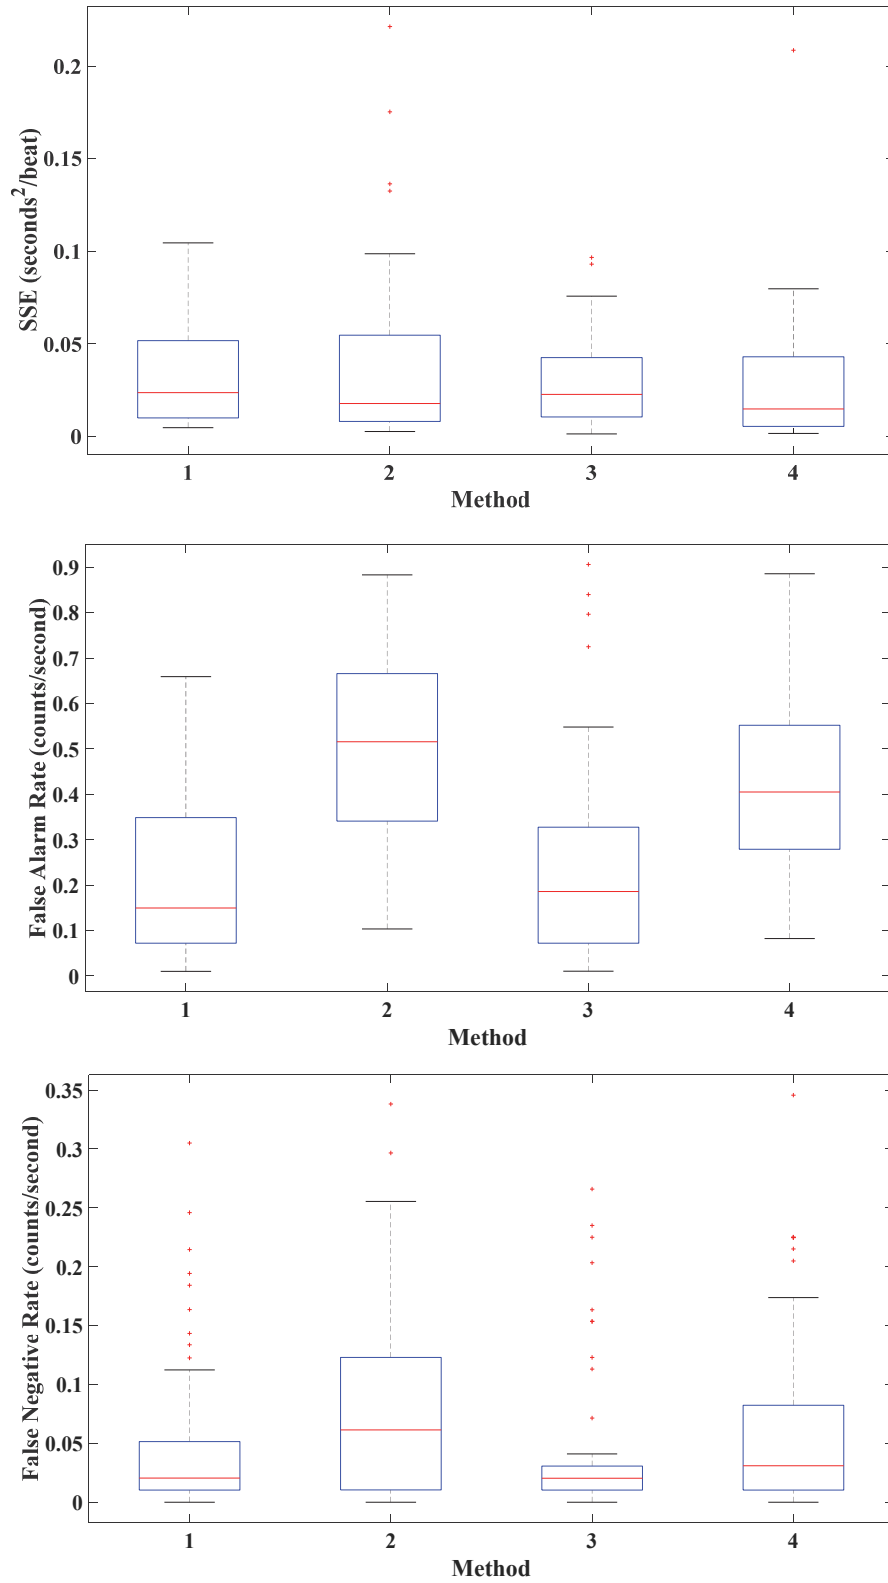 SSE (seconds²/beat)
0.2
0.15
0.1
0.05
0
1 2 3 4
Method
False Alarm Rate (counts/second)
0.9
0.8
0.7
0.6
0.5
0.4
0.3
0.2
0.1
0
1 2 3 4
Method
False Negative Rate (counts/second)
0.35
0.3
0.25
0.2
0.15
0.1
0.05
0
1 2 3 4
Method